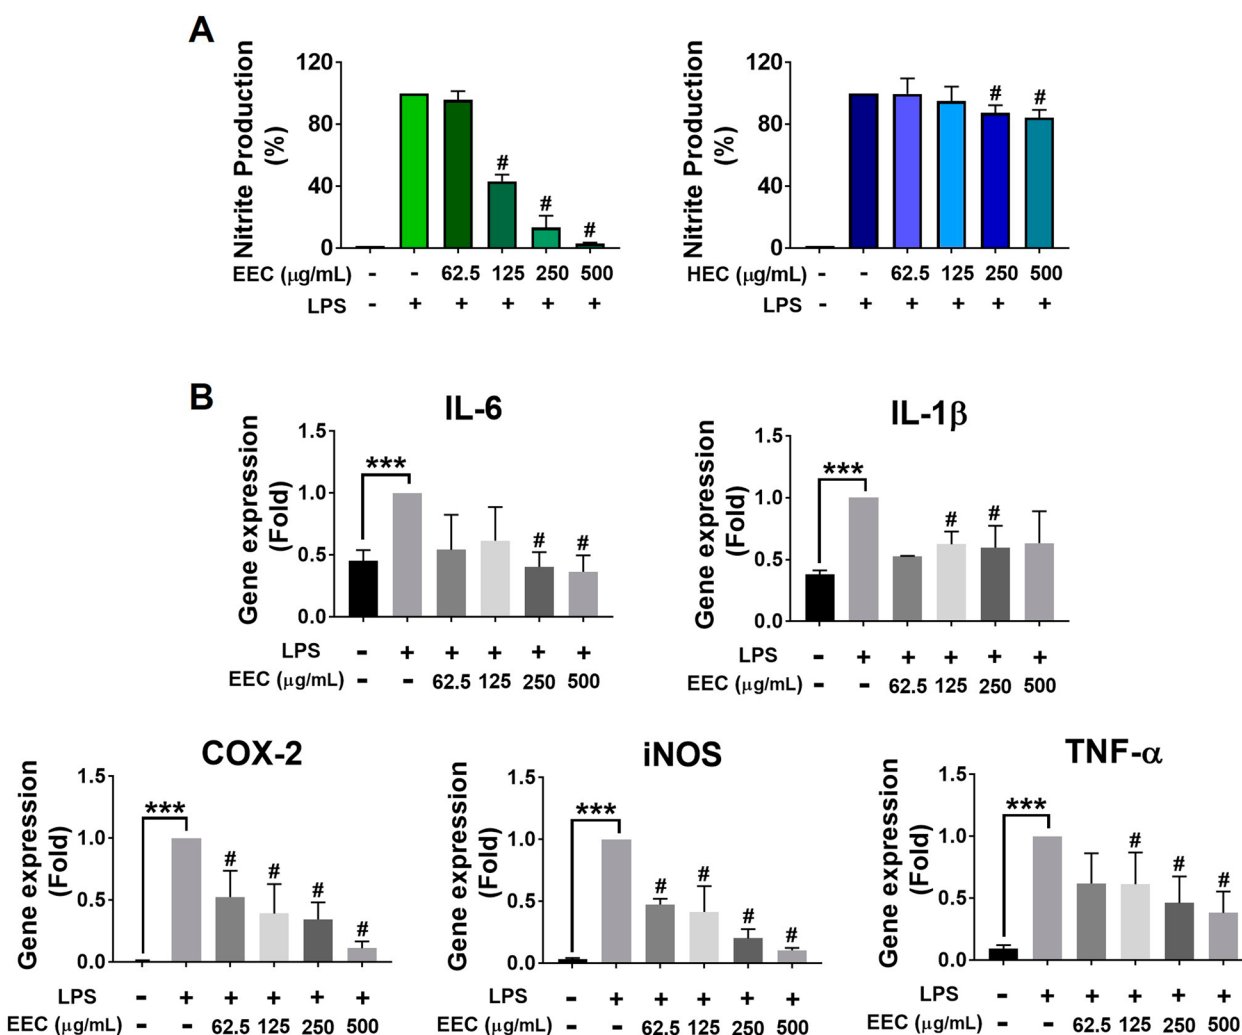 A
Nitrite Production
(%)
120
80
40
0
# # #
EEC (μg/mL) - - 62.5 125 250 500
LPS - + + + + +
Nitrite Production
(%)
120
80
40
0
# #
HEC (μg/mL) - - 62.5 125 250 500
LPS - + + + + +
B
IL-6
Gene expression
(Fold)
1.5
1.0
0.5
0.0
***
# #
LPS - + + + + +
EEC (μg/mL) - - 62.5 125 250 500
IL-1β
Gene expression
(Fold)
1.5
1.0
0.5
0.0
***
# #
LPS - + + + + +
EEC (μg/mL) - - 62.5 125 250 500
COX-2
Gene expression
(Fold)
1.5
1.0
0.5
0.0
***
# # # #
LPS - + + + + +
EEC (μg/mL) - - 62.5 125 250 500
iNOS
Gene expression
(Fold)
1.5
1.0
0.5
0.0
***
# # # #
LPS - + + + + +
EEC (μg/mL) - - 62.5 125 250 500
TNF-α
Gene expression
(Fold)
1.5
1.0
0.5
0.0
***
# # #
LPS - + + + + +
EEC (μg/mL) - - 62.5 125 250 500